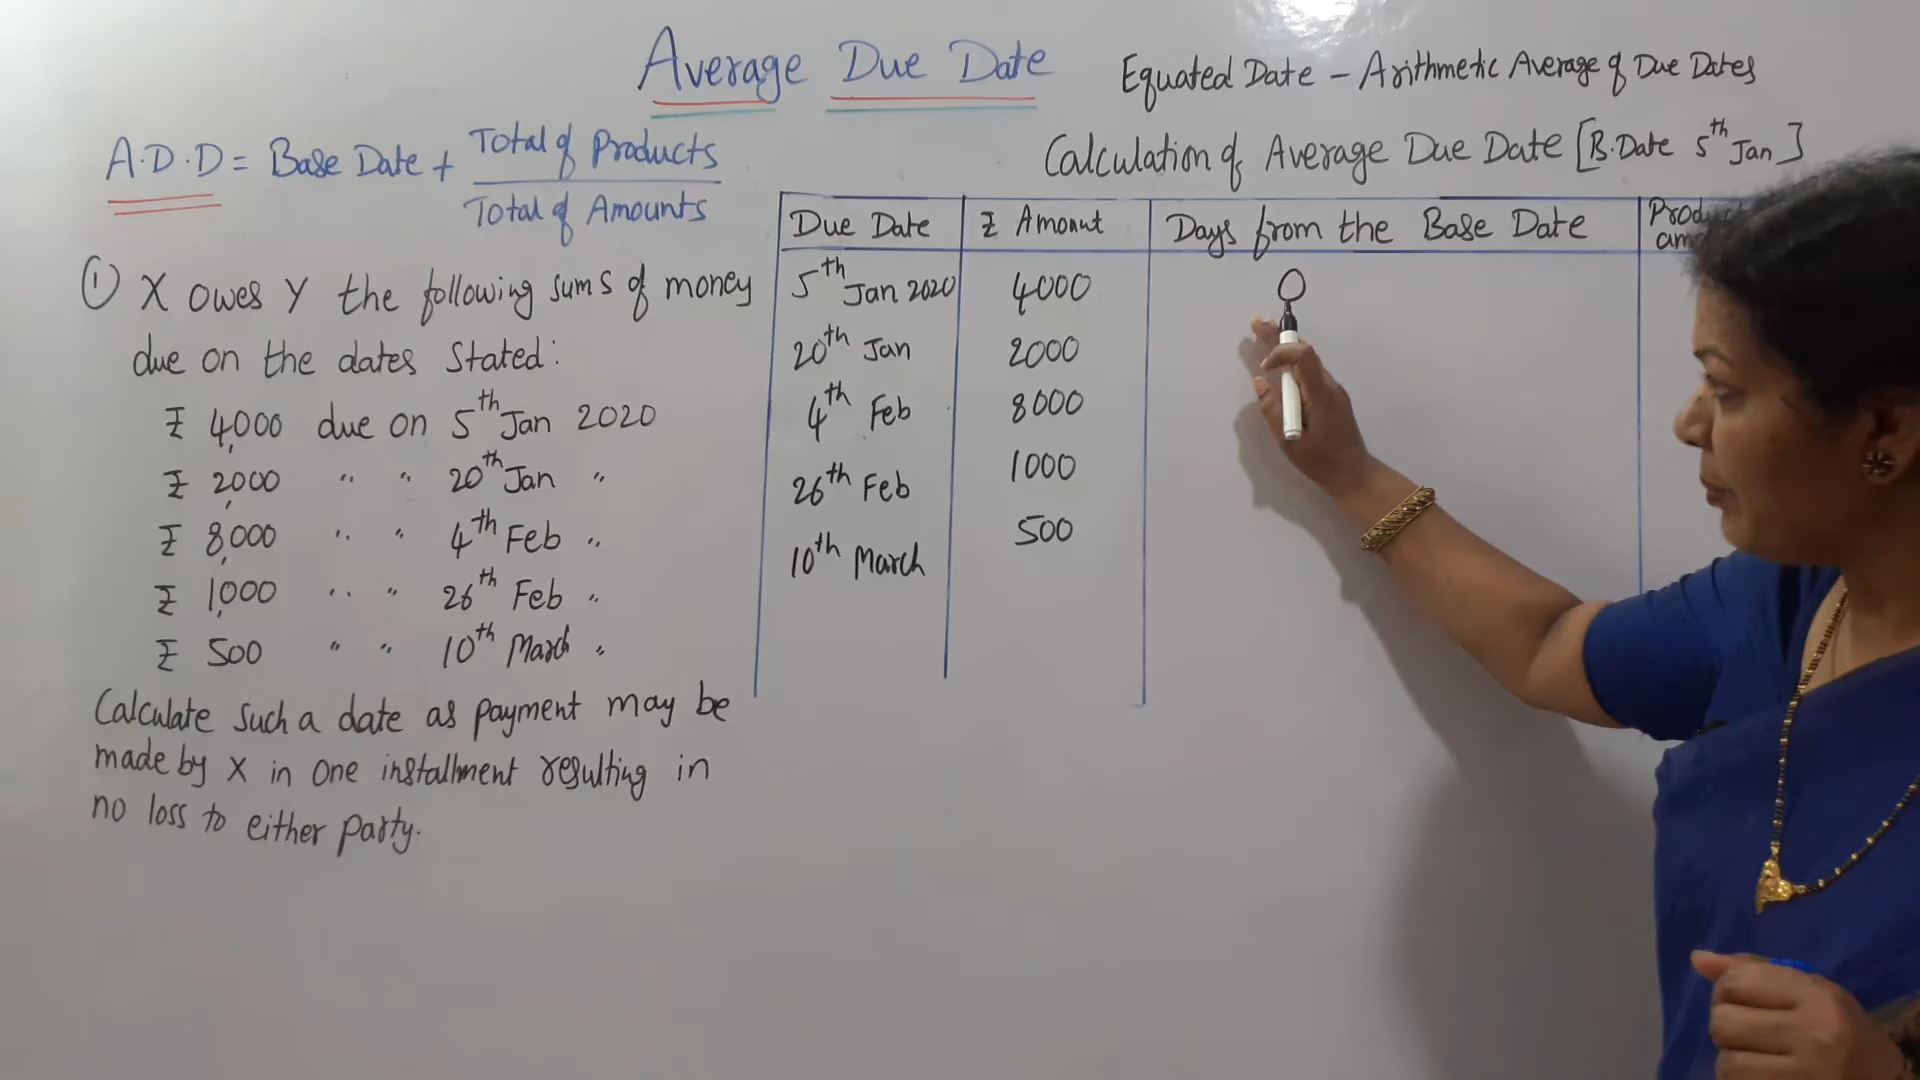 Average Due Date
Equated Date - Arithmetic Average of Due Dates
A.D.D = Base Date + Total of Products
Total of Amounts
Calculation of Average Due Date [B.Date 5th Jan]
① X owes Y the following sums of money
due on the dates stated:
₹ 4,000 due on 5th Jan 2020
₹ 2,000 " " 20th Jan "
₹ 8,000 " " 4th Feb "
₹ 1,000 " " 26th Feb "
₹ 500 " " 10th March "
Calculate such a date as payment may be
made by X in one installment resulting in
no loss to either party.
Due Date ₹ Amount Days from the Base Date
5th Jan 2020 4000 0
20th Jan 2000
4th Feb 8000
26th Feb 1000
10th March 500